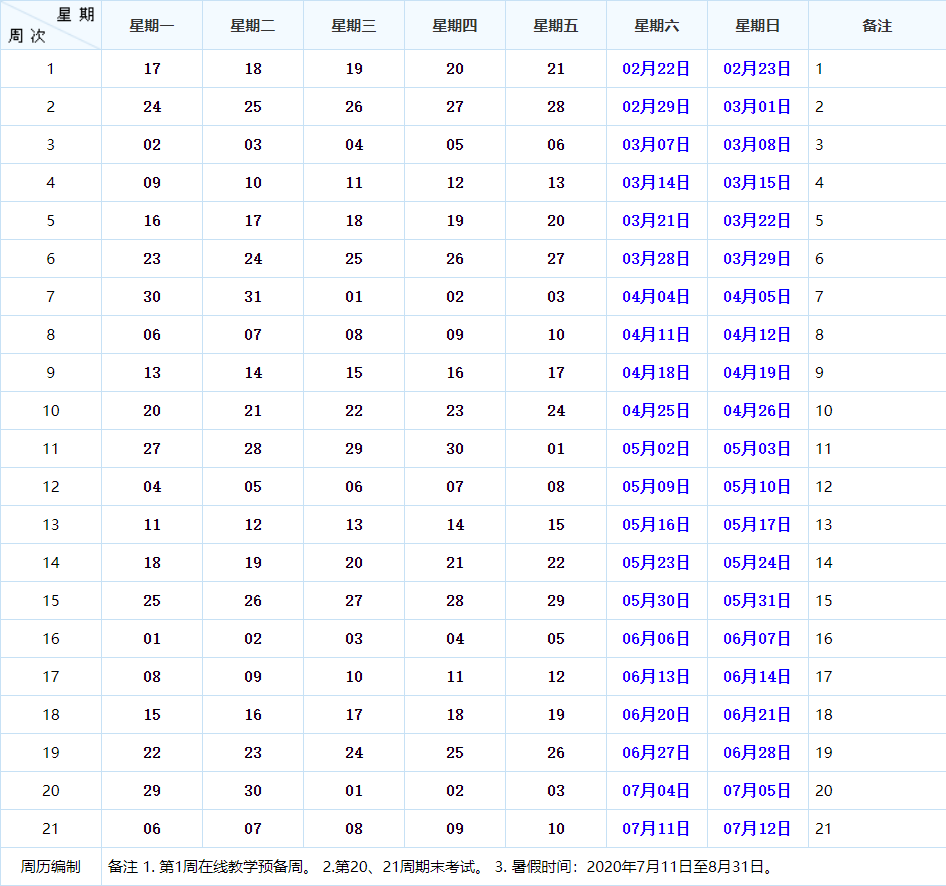 星 期
周 次 星期一 星期二 星期三 星期四 星期五 星期六 星期日 备注
1 17 18 19 20 21 02月22日 02月23日 1
2 24 25 26 27 28 02月29日 03月01日 2
3 02 03 04 05 06 03月07日 03月08日 3
4 09 10 11 12 13 03月14日 03月15日 4
5 16 17 18 19 20 03月21日 03月22日 5
6 23 24 25 26 27 03月28日 03月29日 6
7 30 31 01 02 03 04月04日 04月05日 7
8 06 07 08 09 10 04月11日 04月12日 8
9 13 14 15 16 17 04月18日 04月19日 9
10 20 21 22 23 24 04月25日 04月26日 10
11 27 28 29 30 01 05月02日 05月03日 11
12 04 05 06 07 08 05月09日 05月10日 12
13 11 12 13 14 15 05月16日 05月17日 13
14 18 19 20 21 22 05月23日 05月24日 14
15 25 26 27 28 29 05月30日 05月31日 15
16 01 02 03 04 05 06月06日 06月07日 16
17 08 09 10 11 12 06月13日 06月14日 17
18 15 16 17 18 19 06月20日 06月21日 18
19 22 23 24 25 26 06月27日 06月28日 19
20 29 30 01 02 03 07月04日 07月05日 20
21 06 07 08 09 10 07月11日 07月12日 21
周历编制 备注 1. 第1周在线教学预备周。 2.第20、21周期末考试。 3. 暑假时间：2020年7月11日至8月31日。